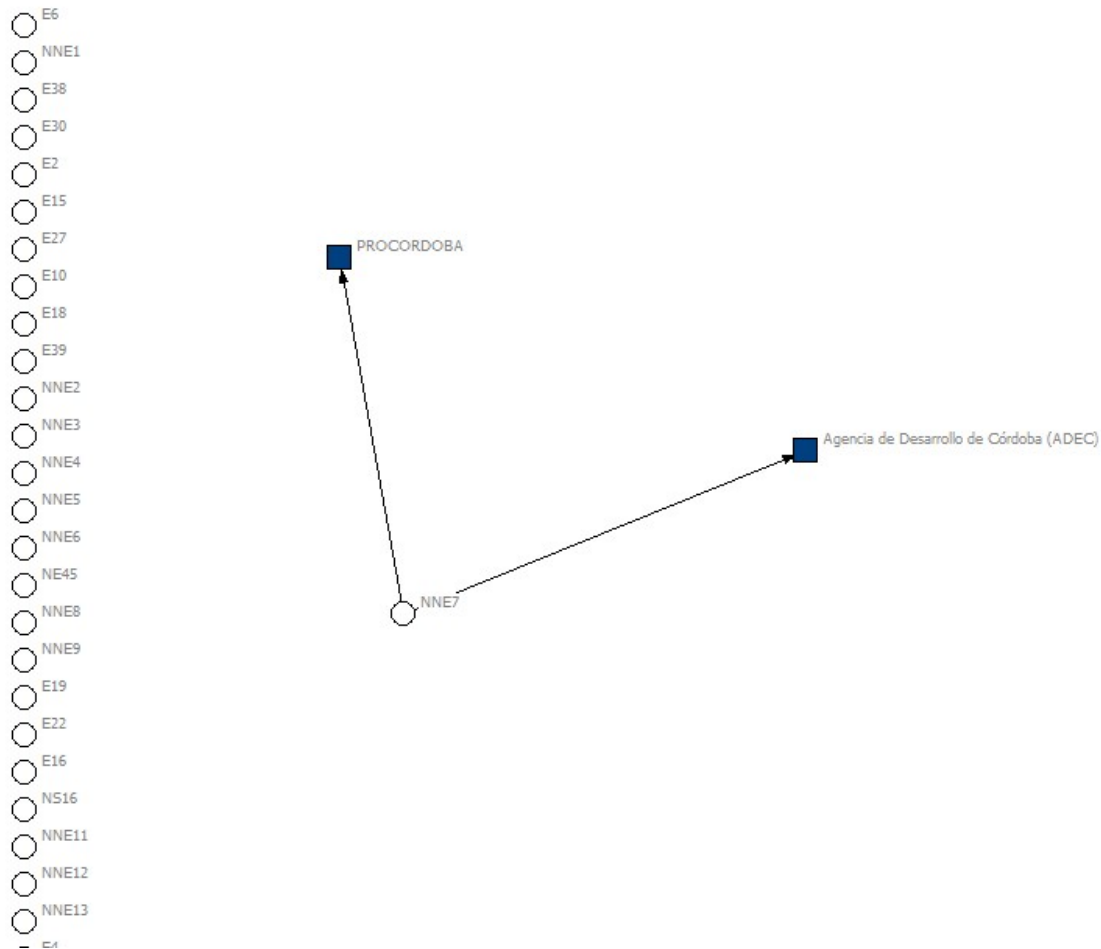 E6
NNE1
E38
E30
E2
E15
E27
PROCORDOBA
E10
E18
E39
NNE2
NNE3
Agencia de Desarrollo de Córdoba (ADEC)
NNE4
NNE5
NNE6
NE45
NNE7
NNE8
NNE9
E19
E22
E16
NS16
NNE11
NNE12
NNE13
E4